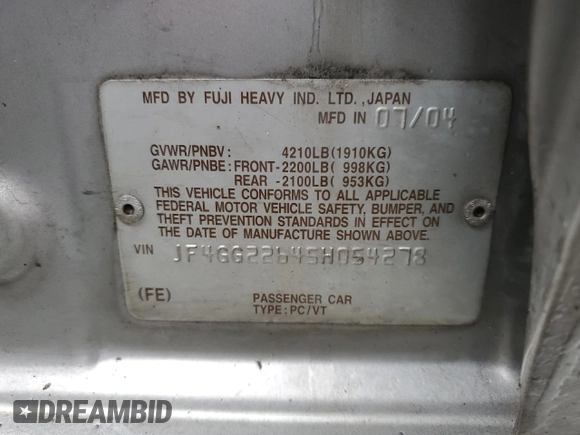 MFD BY FUJI HEAVY IND. LTD.,JAPAN
MFD IN 07/04
GVWR/PNBV: 4210LB(1910KG)
GAWR/PNBE: FRONT-2200LB( 998KG)
REAR -2100LB( 953KG)
THIS VEHICLE CONFORMS TO ALL APPLICABLE
FEDERAL MOTOR VEHICLE SAFETY, BUMPER, AND
THEFT PREVENTION STANDARDS IN EFFECT ON
THE DATE OF MANUFACTURE SHOWN ABOVE.
VIN JF4GG22645H054278
(FE) PASSENGER CAR
TYPE:PC/VT
DREAMBID